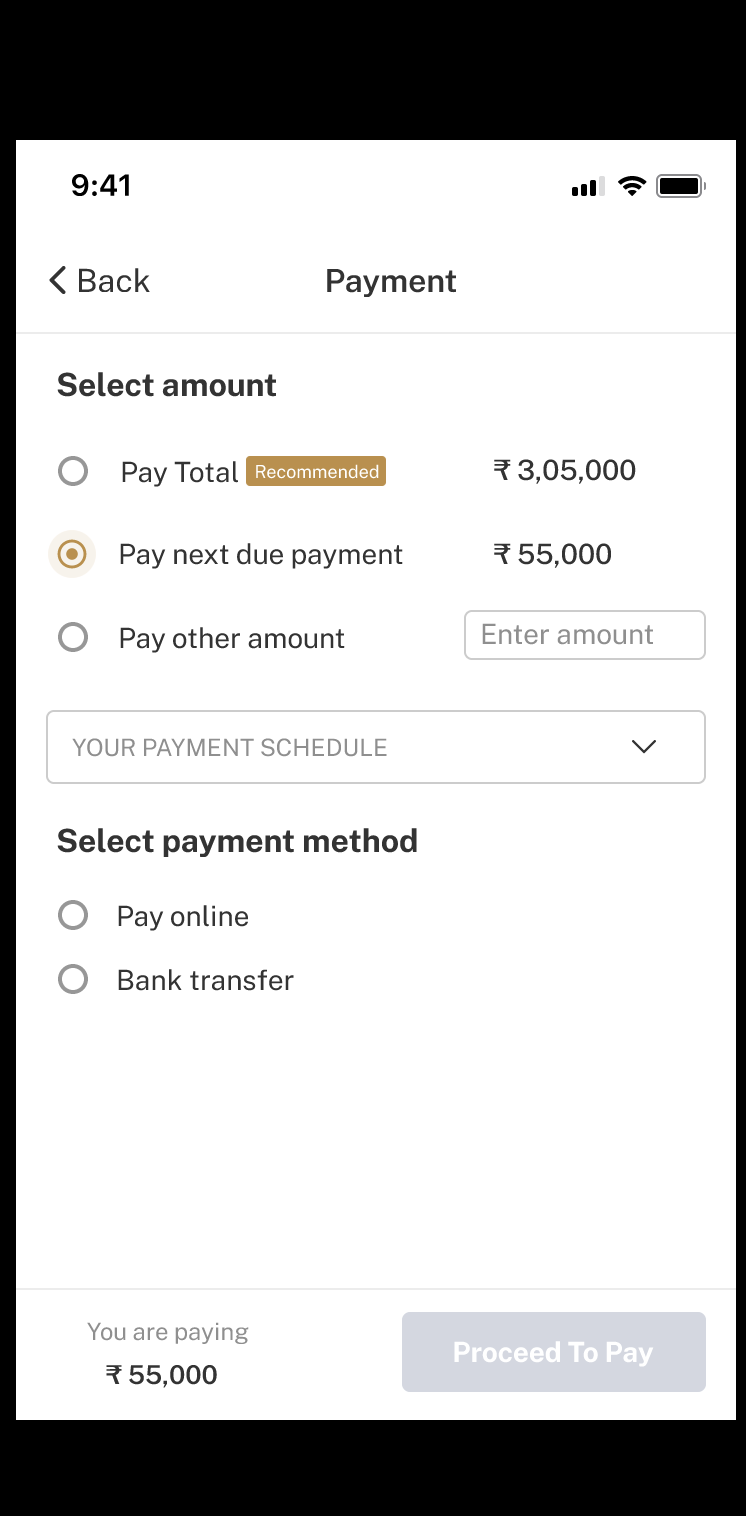 9:41
Back
Payment
Select amount
Pay Total Recommended ₹ 3,05,000
Pay next due payment ₹ 55,000
Pay other amount Enter amount
YOUR PAYMENT SCHEDULE
Select payment method
Pay online
Bank transfer
You are paying
₹ 55,000
Proceed To Pay